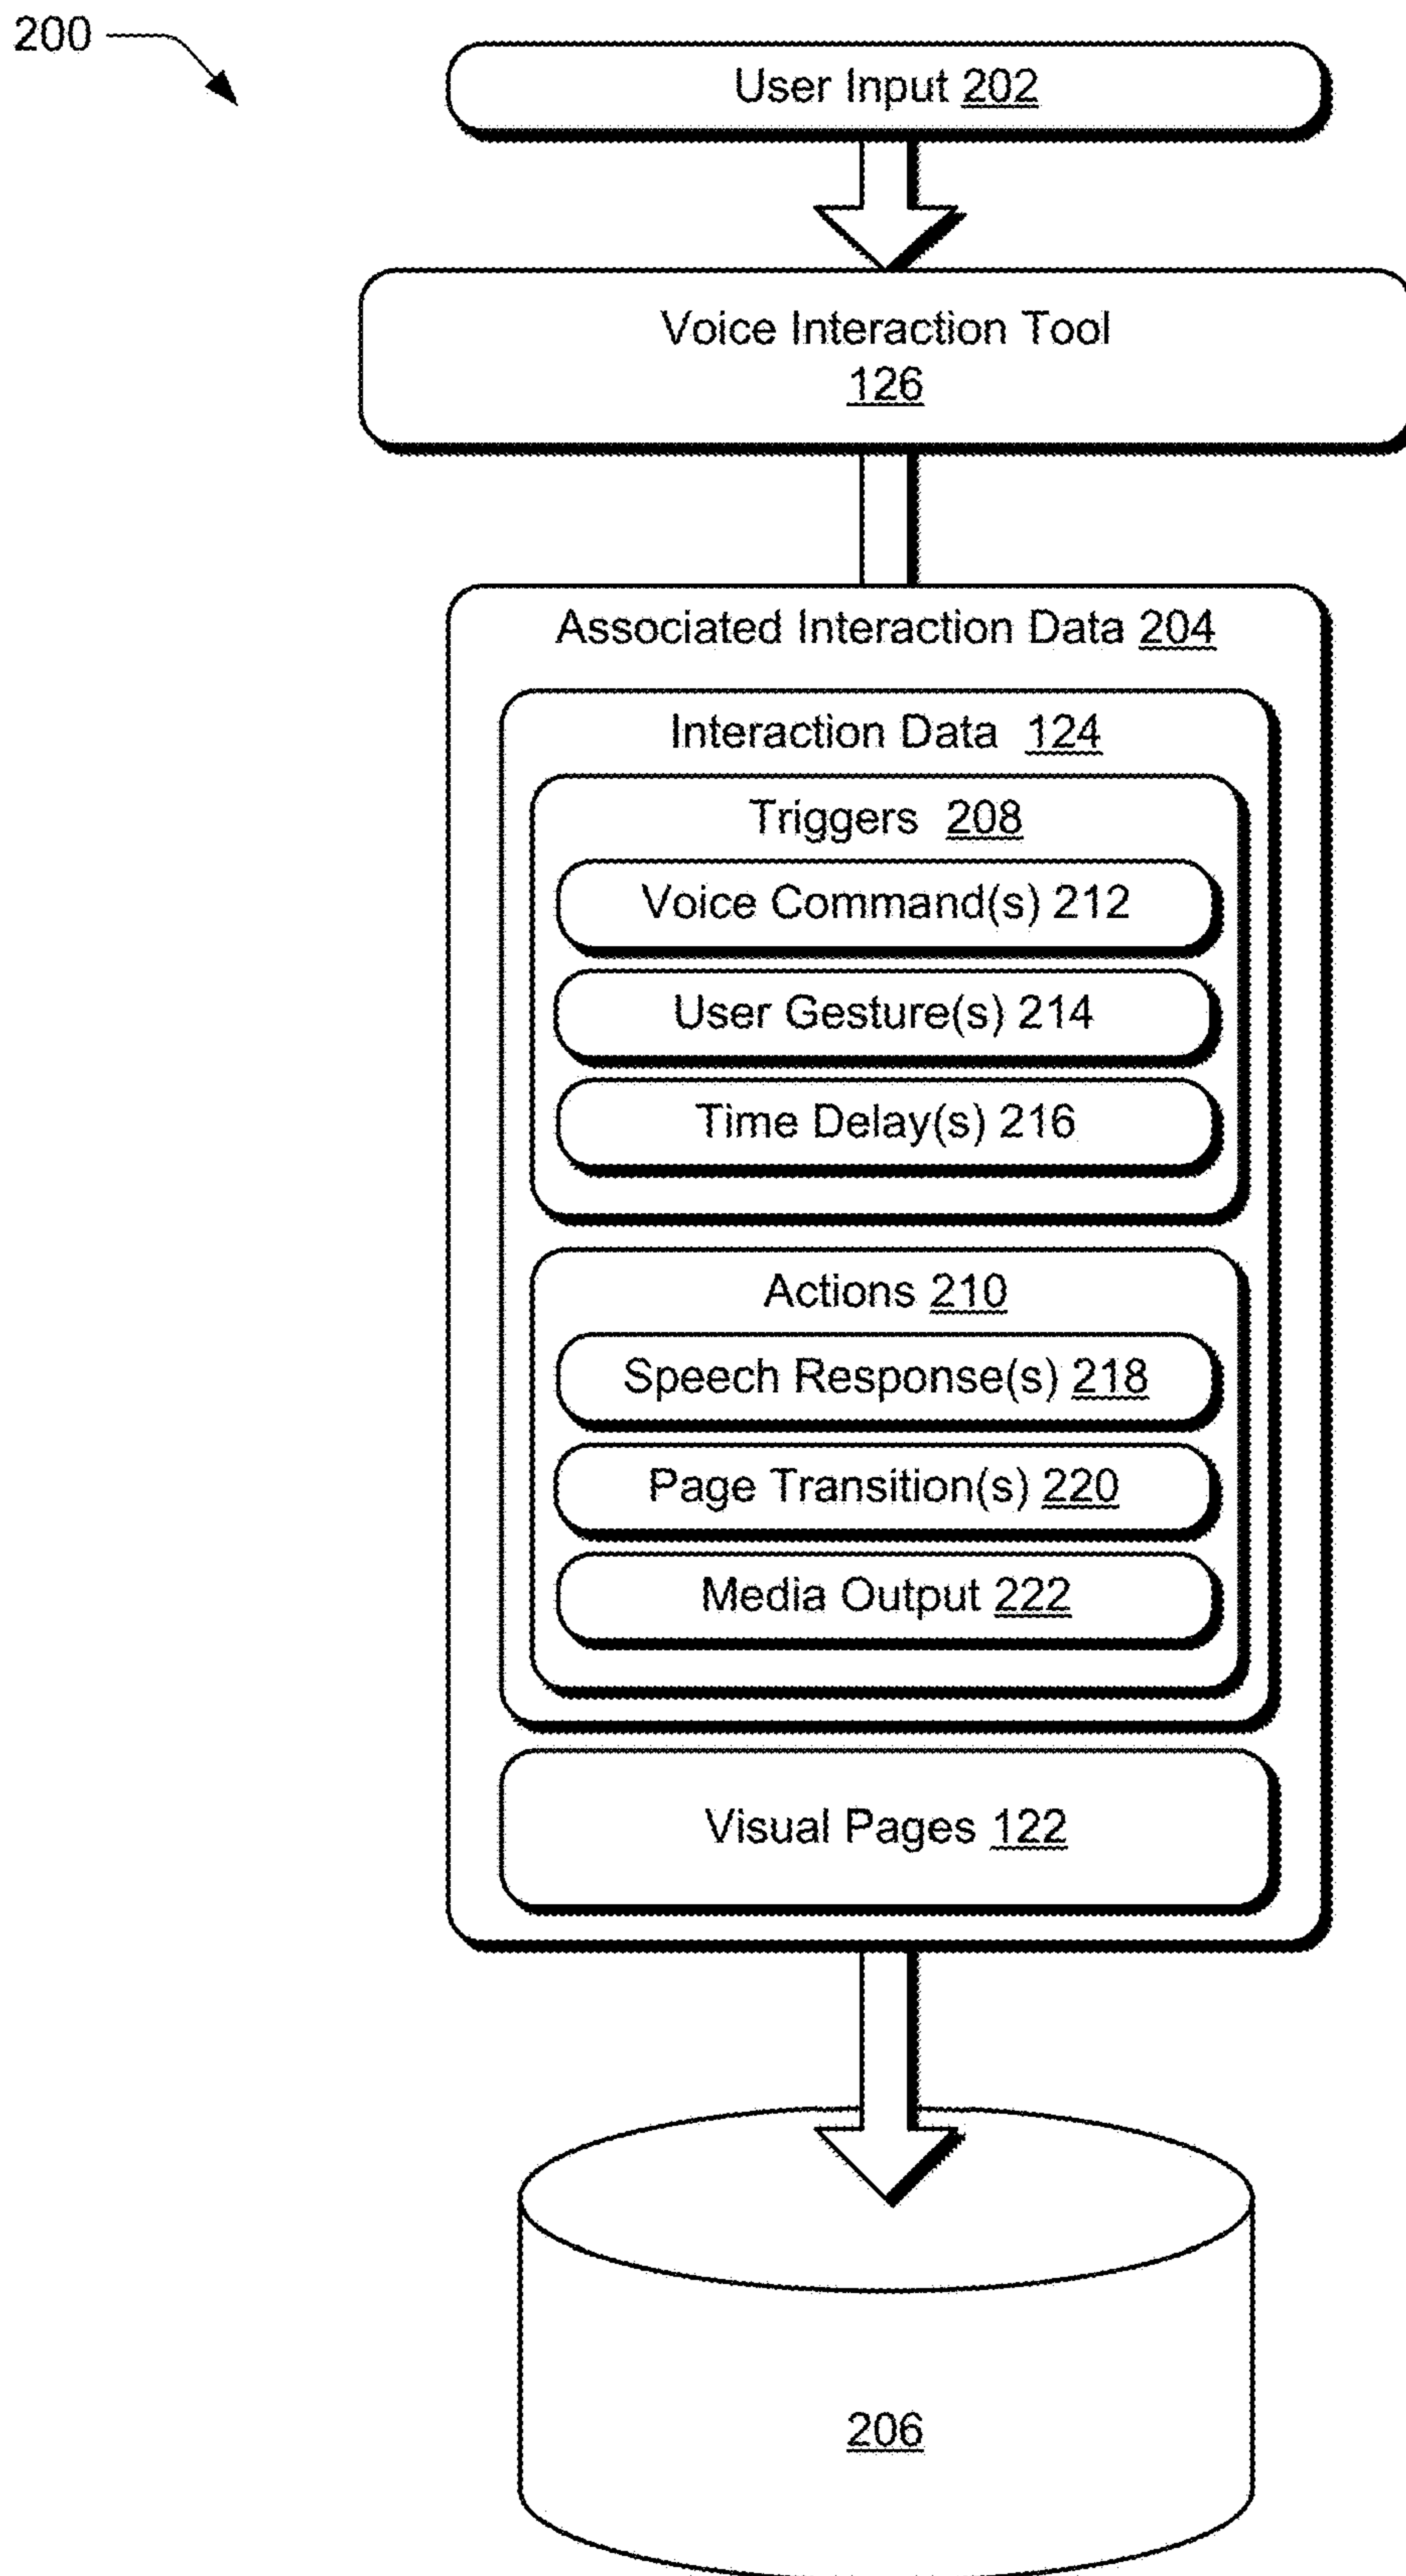 200
User Input 202
Voice Interaction Tool
126
Associated Interaction Data 204
Interaction Data 124
Triggers 208
Voice Command(s) 212
User Gesture(s) 214
Time Delay(s) 216
Actions 210
Speech Response(s) 218
Page Transition(s) 220
Media Output 222
Visual Pages 122
206